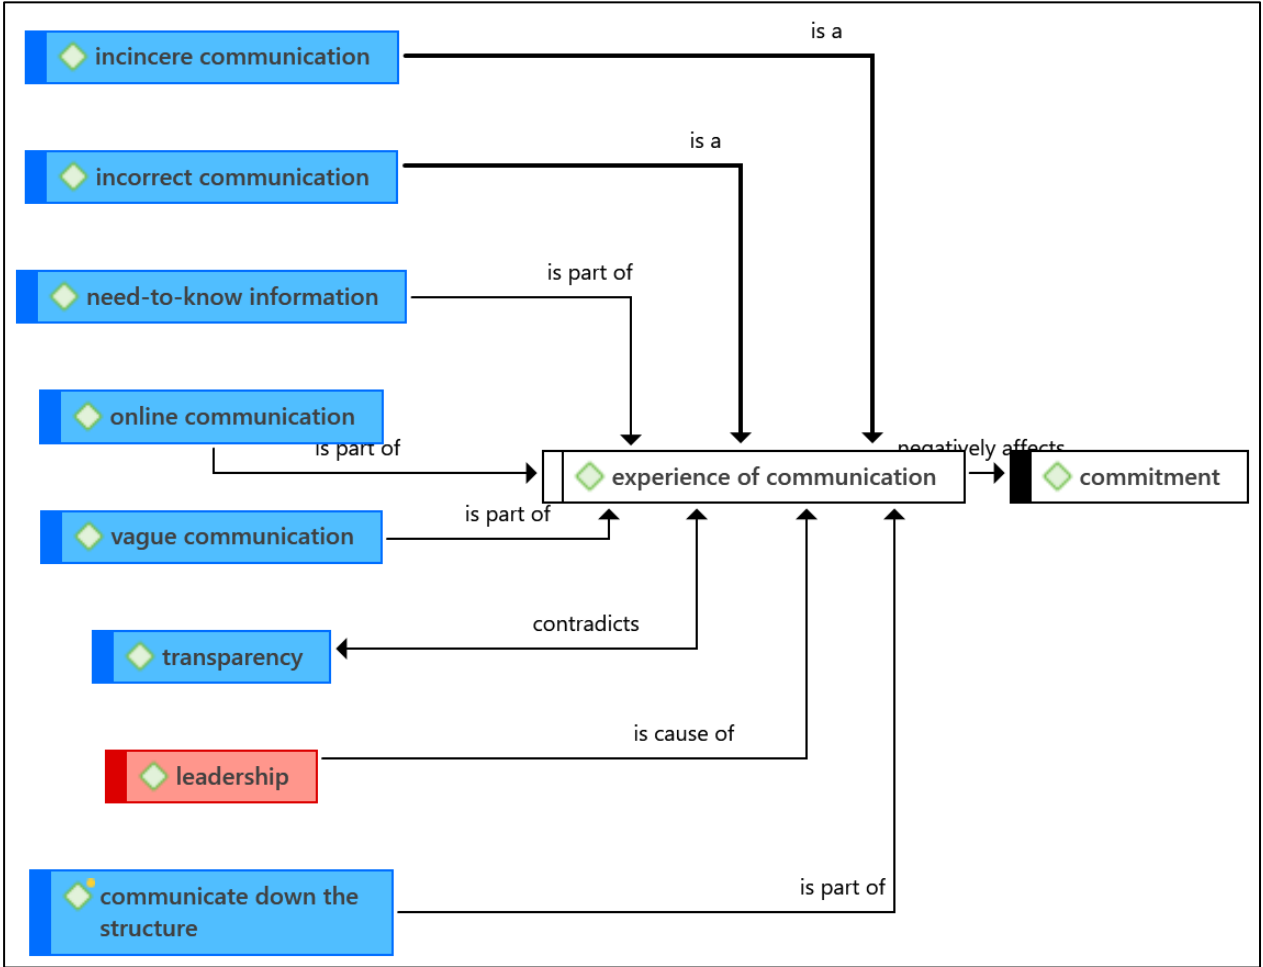 is a
incincere communication
is a
incorrect communication
is part of
need-to-know information
online communication
is part of
negatively affects
experience of communication
commitment
is part of
vague communication
contradicts
transparency
is cause of
leadership
is part of
communicate down the
structure